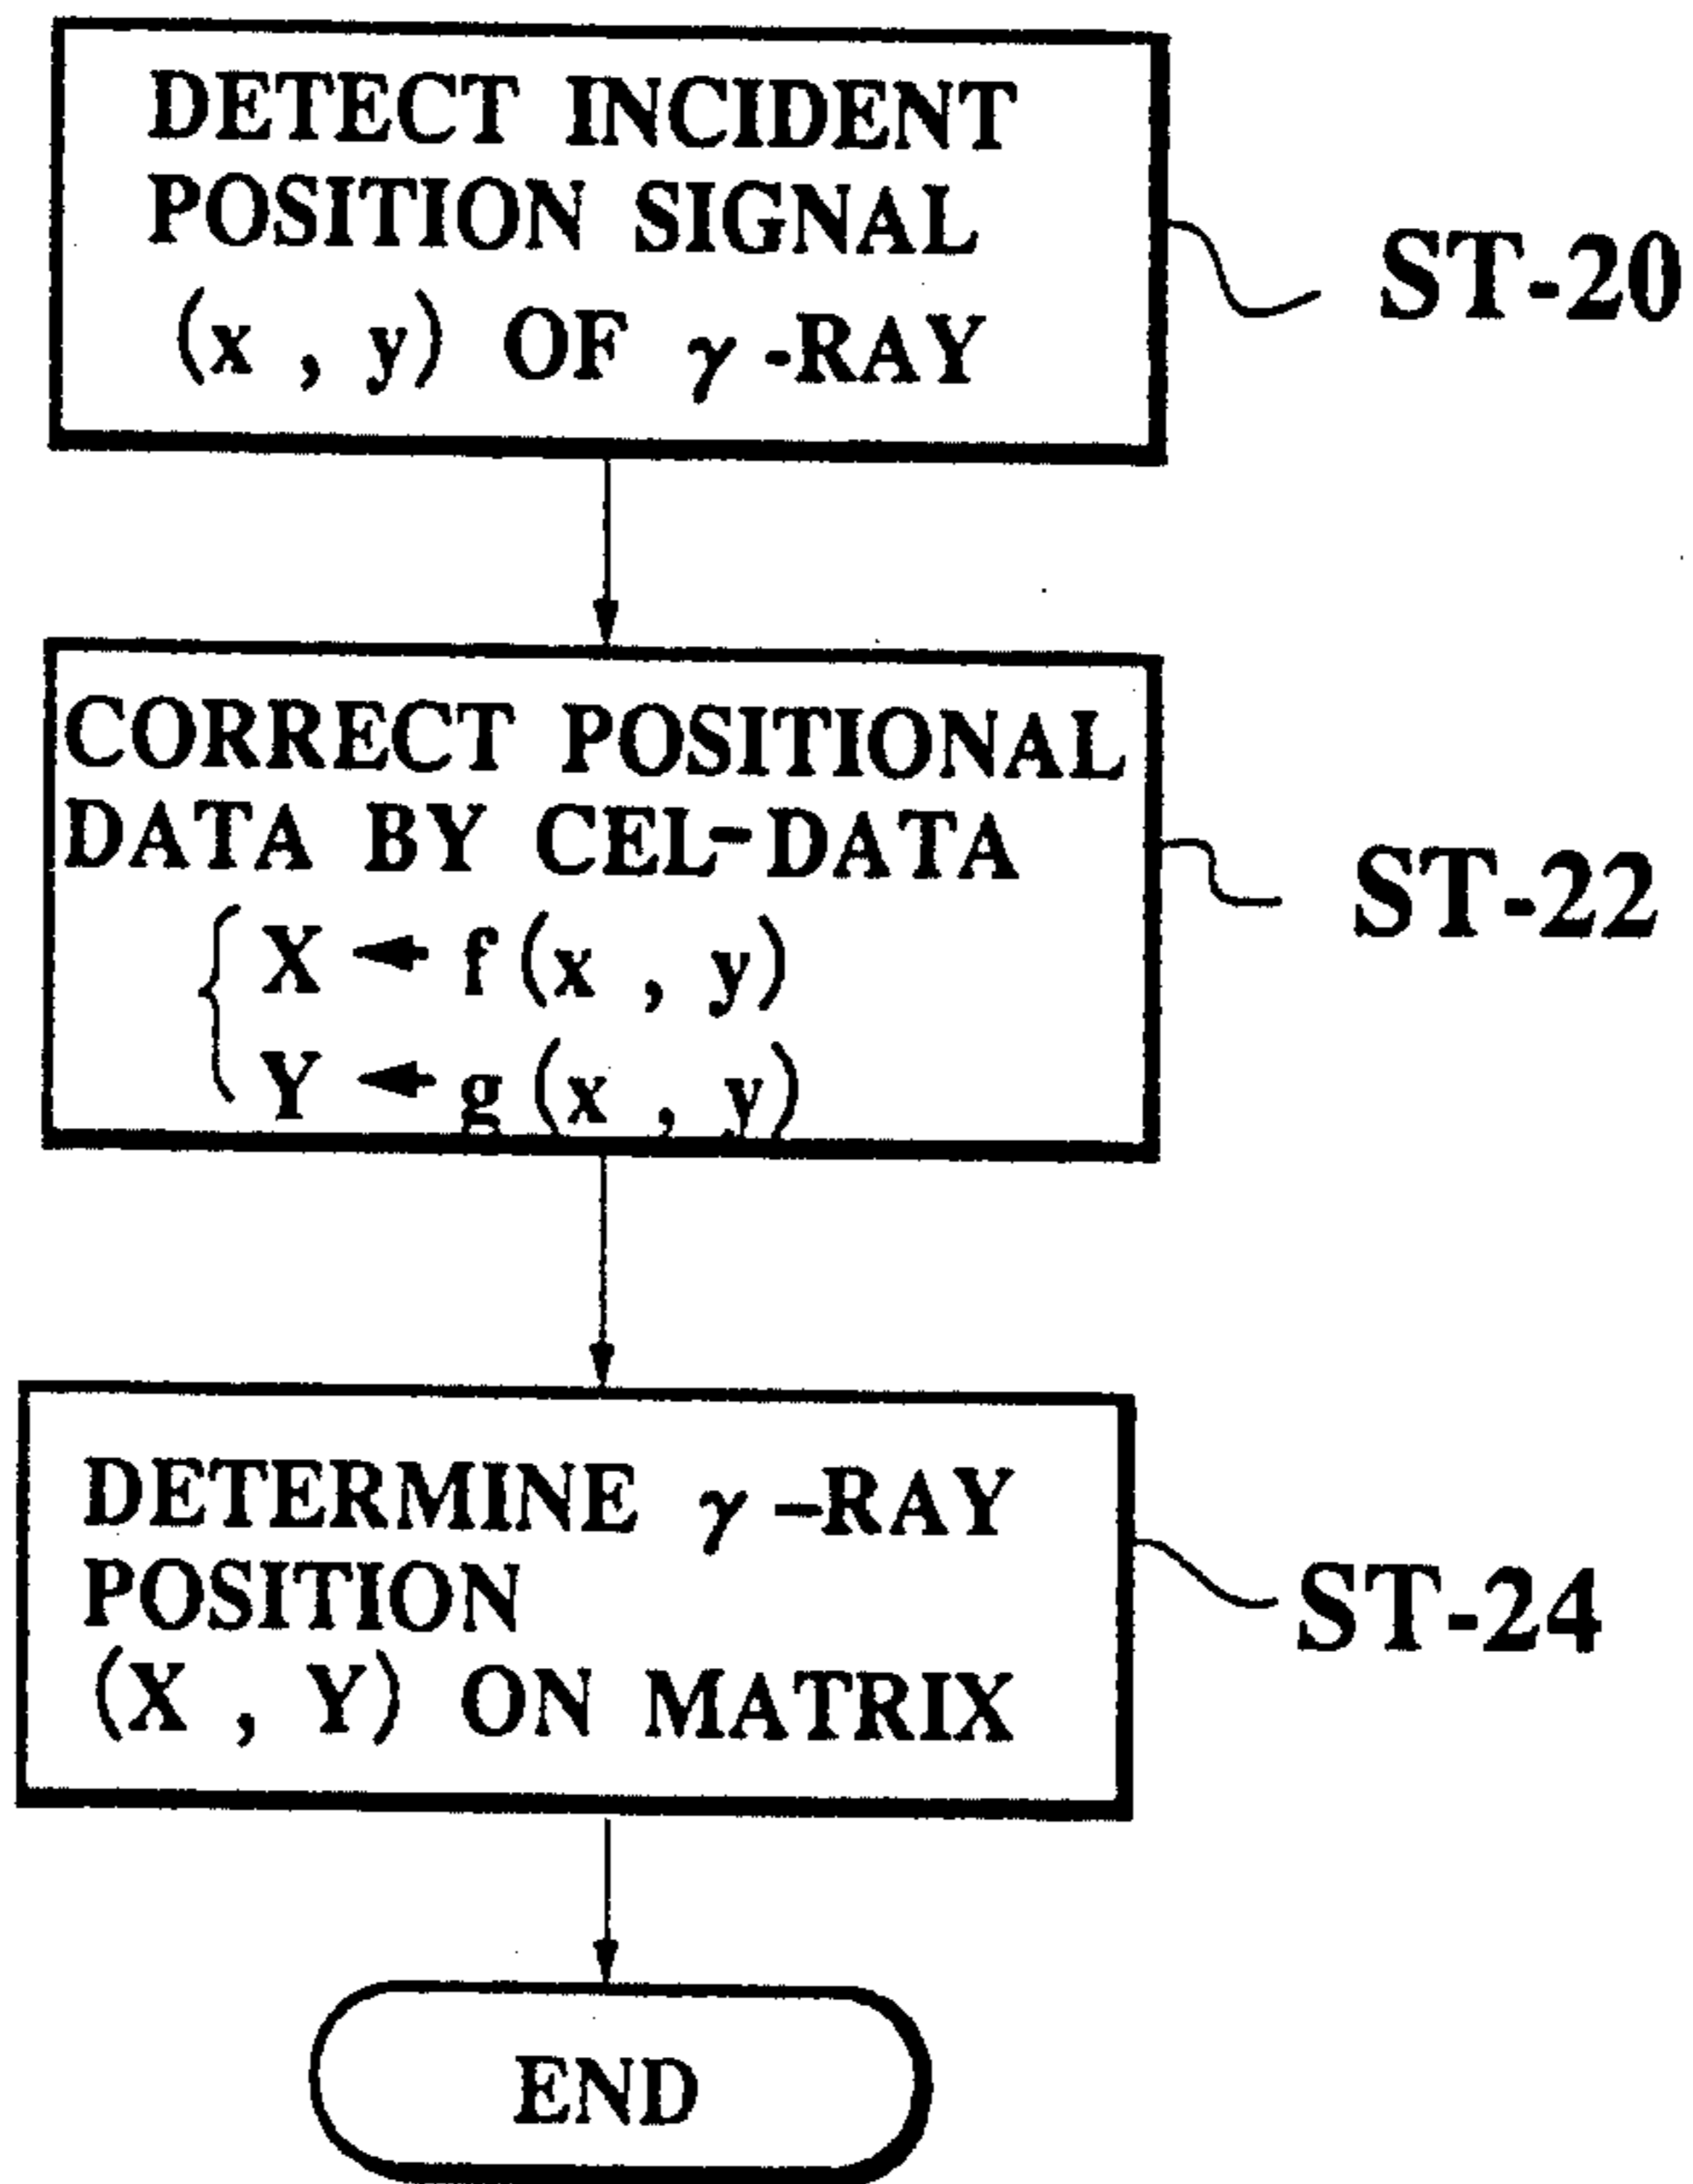 DETECT INCIDENT
POSITION SIGNAL
(x , y) OF γ-RAY
ST-20
CORRECT POSITIONAL
DATA BY CEL-DATA
X ← f(x , y)
Y ← g(x , y)
ST-22
DETERMINE γ-RAY
POSITION
(X , Y) ON MATRIX
ST-24
END